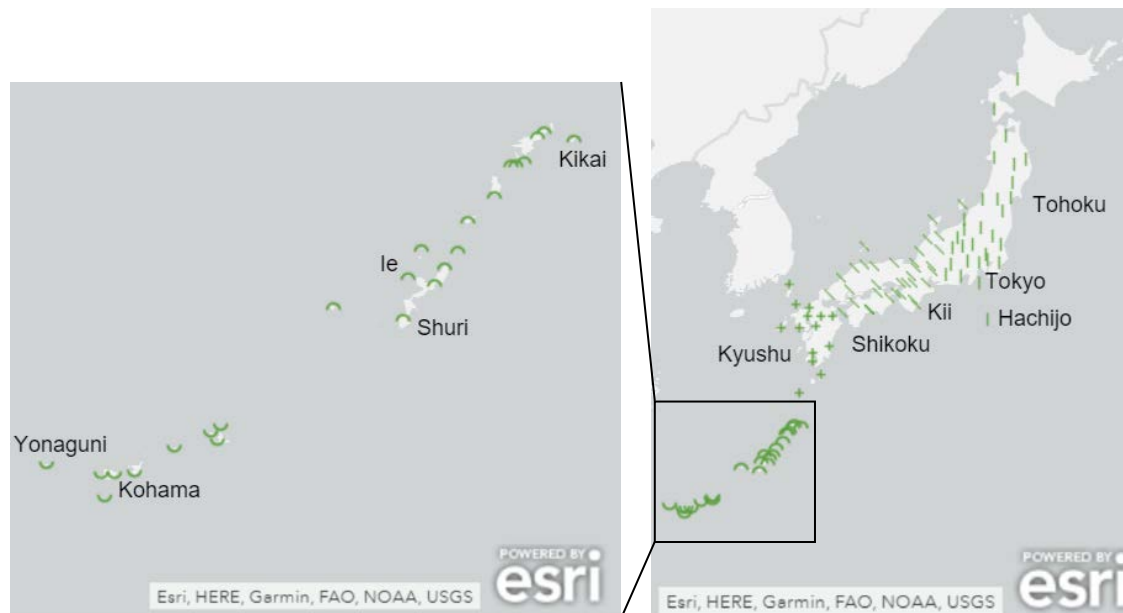 Kikai
Ie
Shuri
Yonaguni
Kohama
POWERED BY
esri
Esri, HERE, Garmin, FAO, NOAA, USGS
Tohoku
Tokyo
Kii
Hachijo
Shikoku
Kyushu
POWERED BY
esri
Esri, HERE, Garmin, FAO, NOAA, USGS